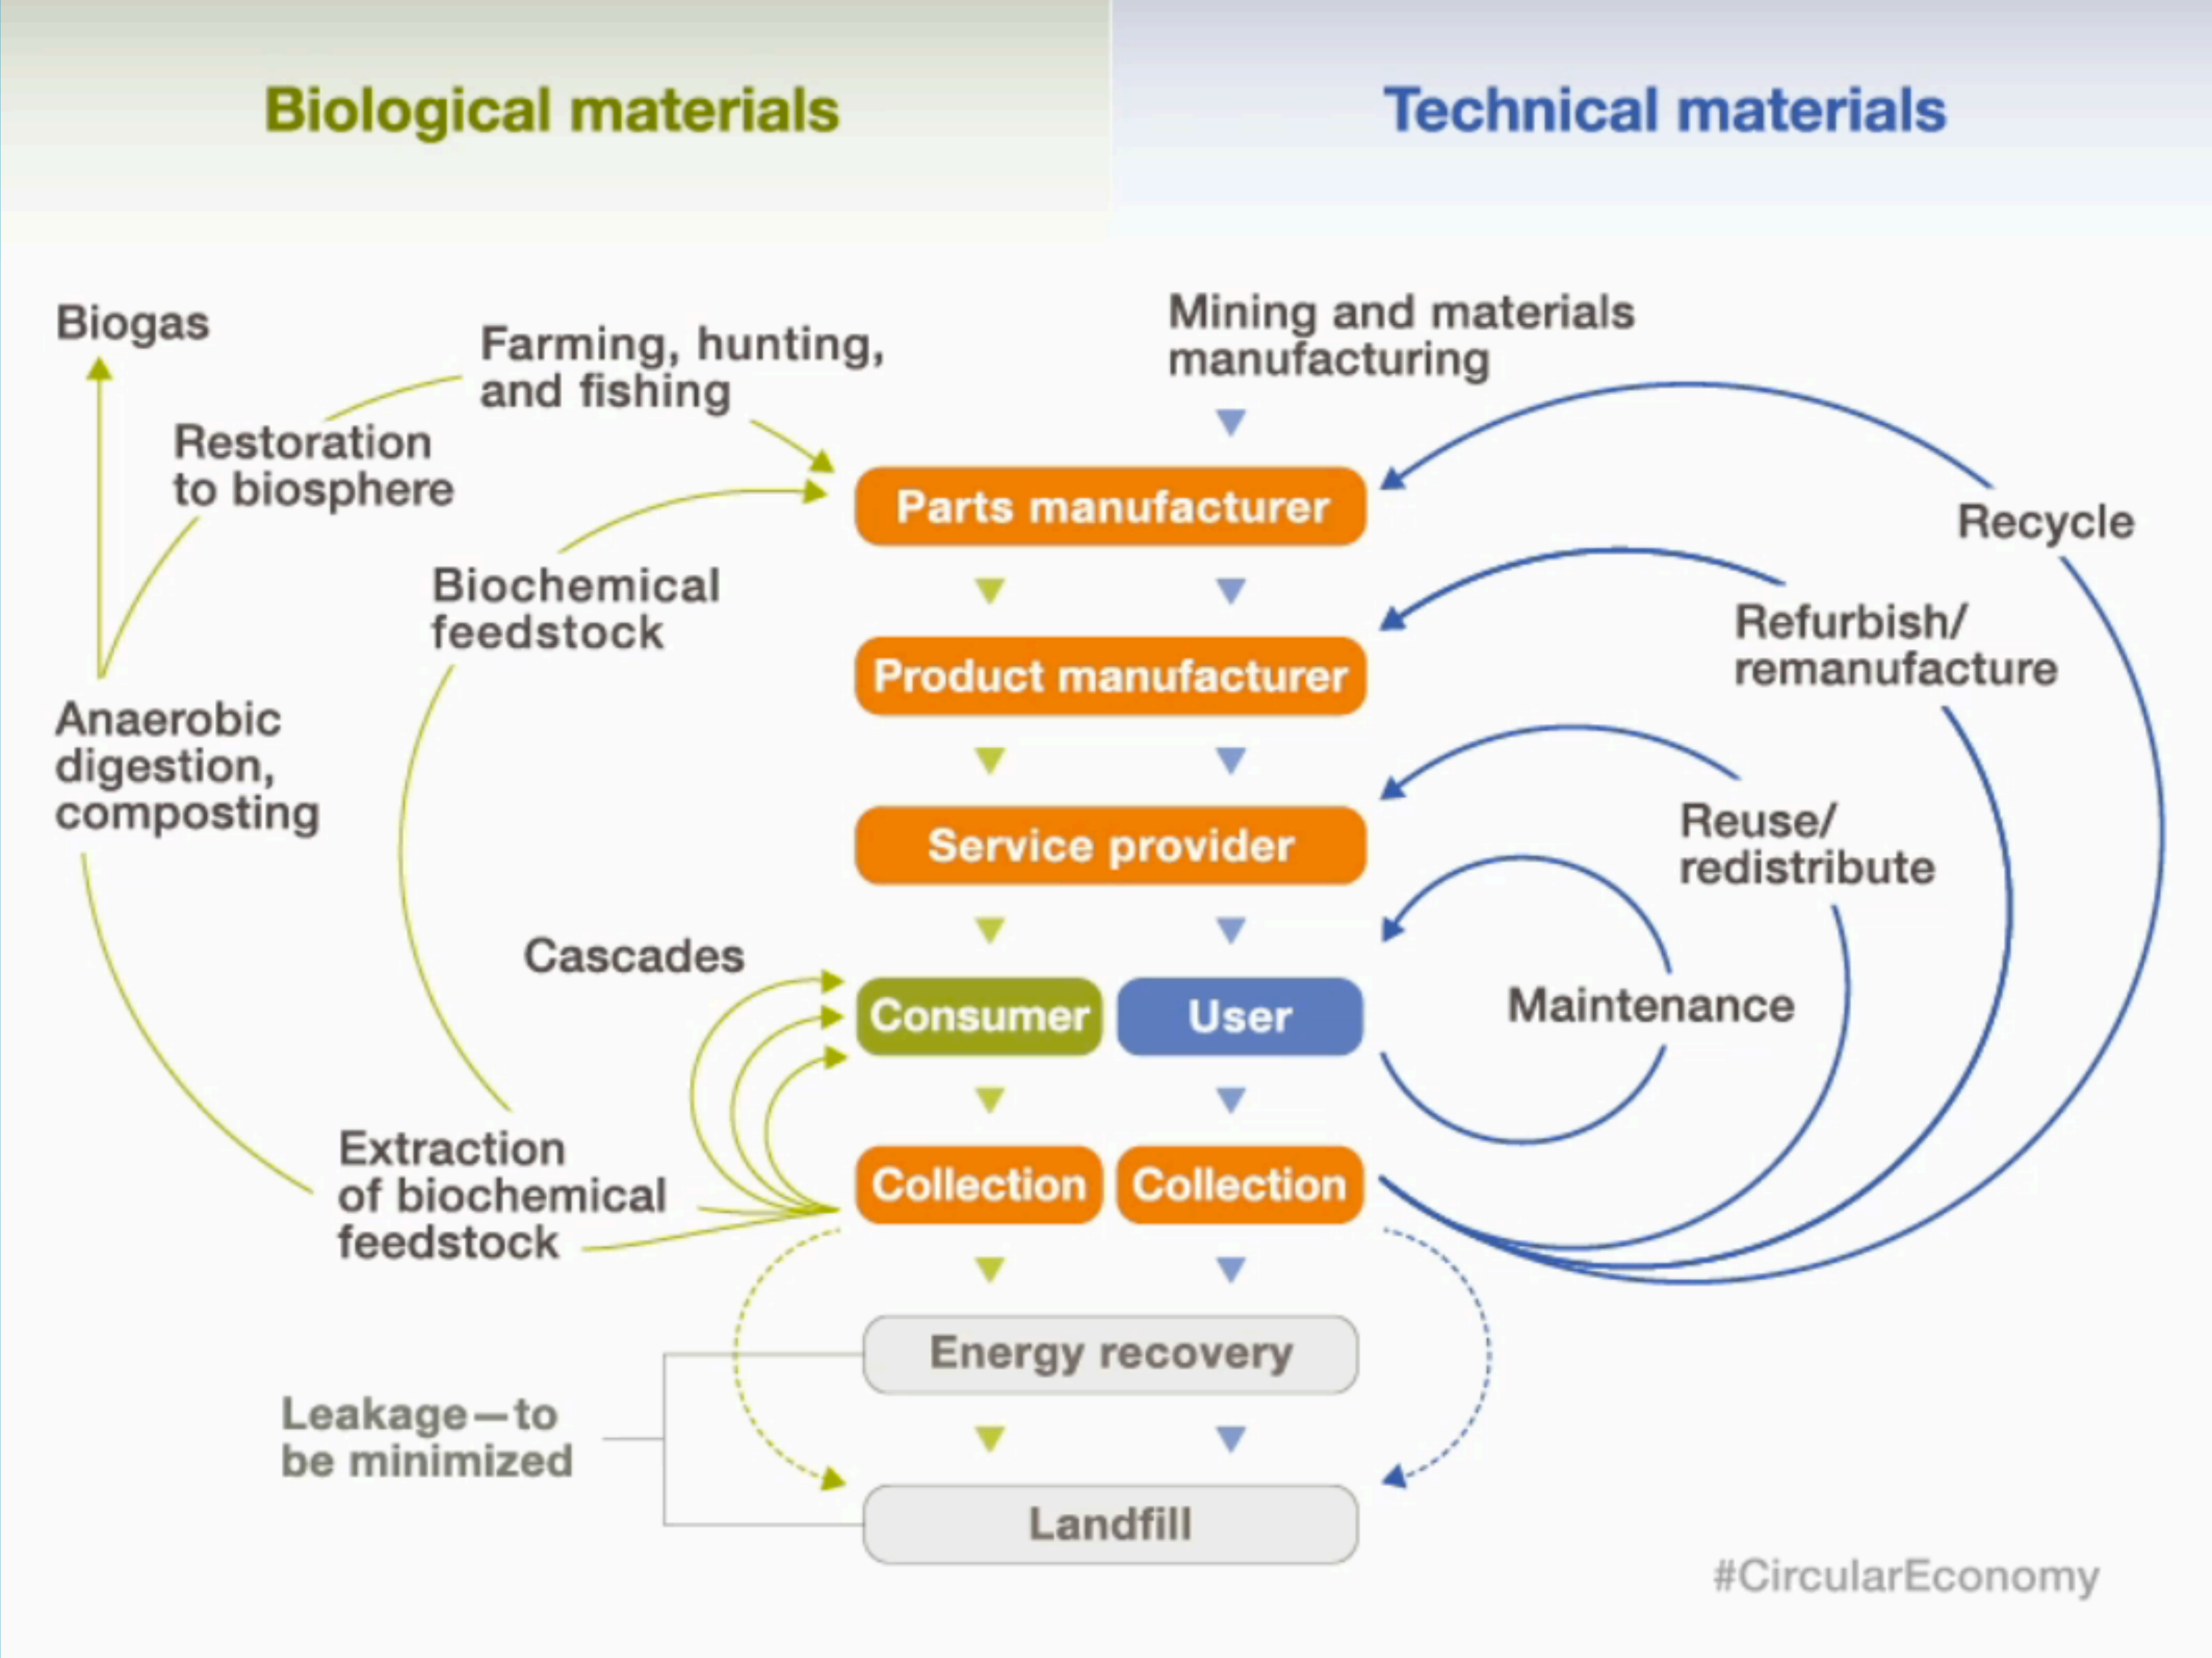 Biological materials
Technical materials
Biogas
Farming, hunting,
and fishing
Mining and materials
manufacturing
Restoration
to biosphere
Parts manufacturer
Recycle
Biochemical
feedstock
Refurbish/
remanufacture
Product manufacturer
Anaerobic
digestion,
composting
Service provider
Reuse/
redistribute
Cascades
Consumer
User
Maintenance
Extraction
of biochemical
feedstock
Collection
Collection
Energy recovery
Leakage—to
be minimized
Landfill
#CircularEconomy